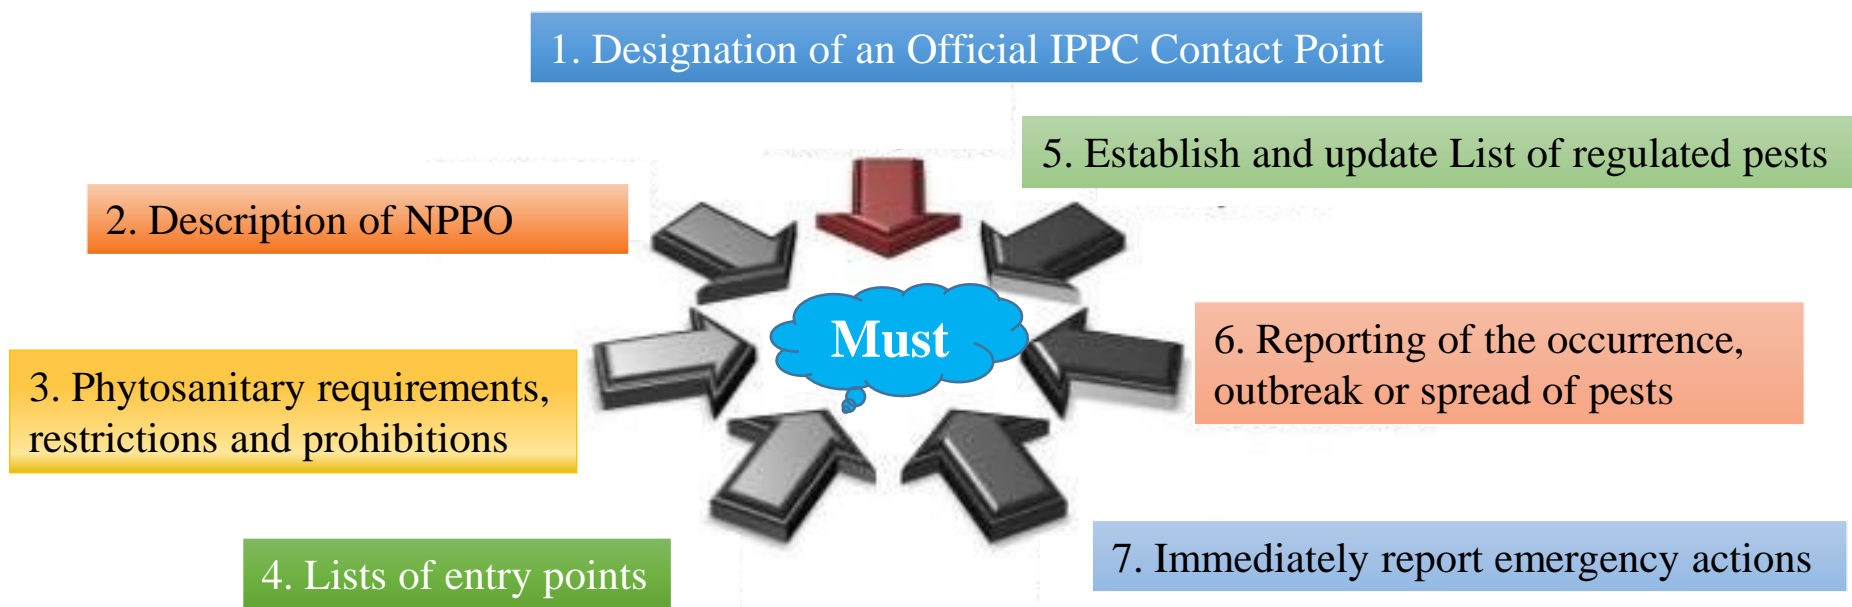 1. Designation of an Official IPPC Contact Point
5. Establish and update List of regulated pests
2. Description of NPPO
Must
6. Reporting of the occurrence,
outbreak or spread of pests
3. Phytosanitary requirements,
restrictions and prohibitions
7. Immediately report emergency actions
4. Lists of entry points